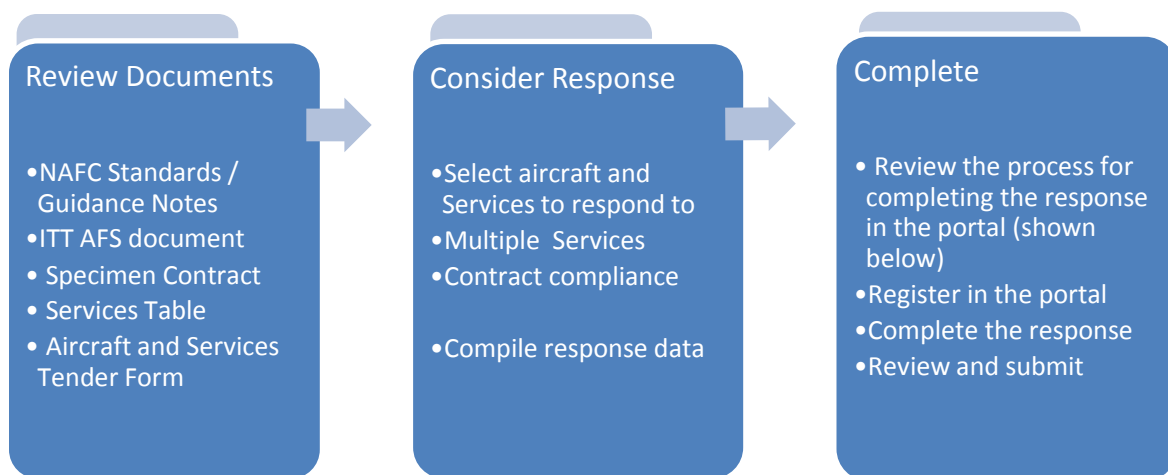 Review Documents
•NAFC Standards /
Guidance Notes
•ITT AFS document
• Specimen Contract
• Services Table
• Aircraft and Services
Tender Form
Consider Response
•Select aircraft and
Services to respond to
•Multiple Services
•Contract compliance
•Compile response data
Complete
• Review the process for
completing the response
in the portal (shown
below)
•Register in the portal
•Complete the response
•Review and submit